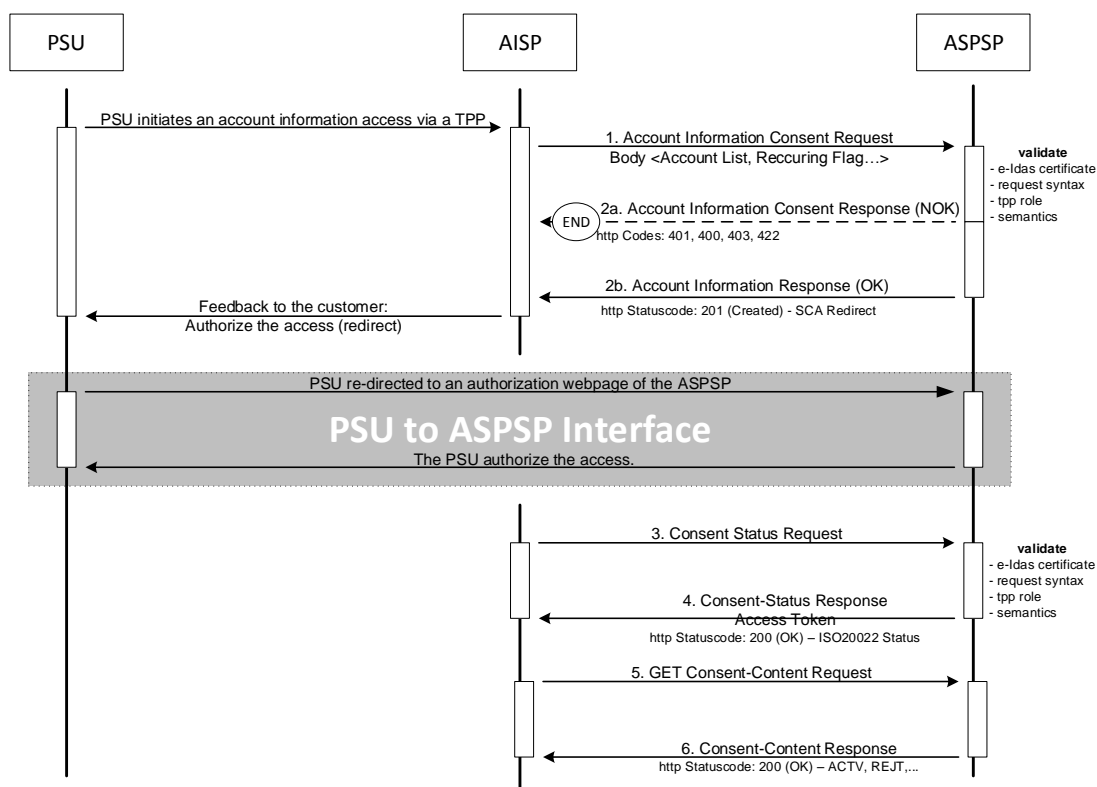 PSU
AISP
ASPSP
PSU initiates an account information access via a TPP
1. Account Information Consent Request
Body <Account List, Reccuring Flag…>
validate
- e-Idas certificate
- request syntax
- tpp role
- semantics
2a. Account Information Consent Response (NOK)
END
http Codes: 401, 400, 403, 422
2b. Account Information Response (OK)
http Statuscode: 201 (Created) - SCA Redirect
Feedback to the customer:
Authorize the access (redirect)
PSU re-directed to an authorization webpage of the ASPSP
PSU to ASPSP Interface
The PSU authorize the access.
3. Consent Status Request
validate
- e-Idas certificate
- request syntax
- tpp role
- semantics
4. Consent-Status Response
Access Token
http Statuscode: 200 (OK) – ISO20022 Status
5. GET Consent-Content Request
6. Consent-Content Response
http Statuscode: 200 (OK) – ACTV, REJT,...